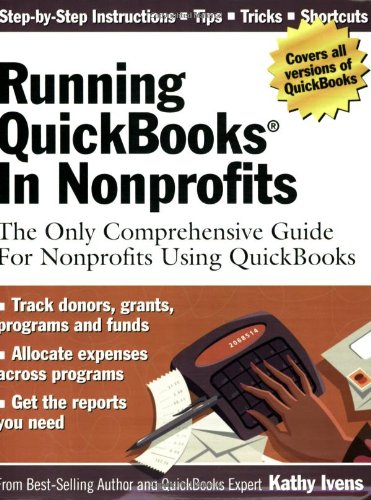 Step-by-Step Instructions ■ Tips ■ Tricks ■ Shortcuts
Covers all
versions of
QuickBooks
Running
QuickBooks®
In Nonprofits
The Only Comprehensive Guide
For Nonprofits Using QuickBooks
■ Track donors, grants,
programs and funds
■ Allocate expenses
across programs
■ Get the reports
you need
2068514
From Best-Selling Author and QuickBooks Expert Kathy Ivens